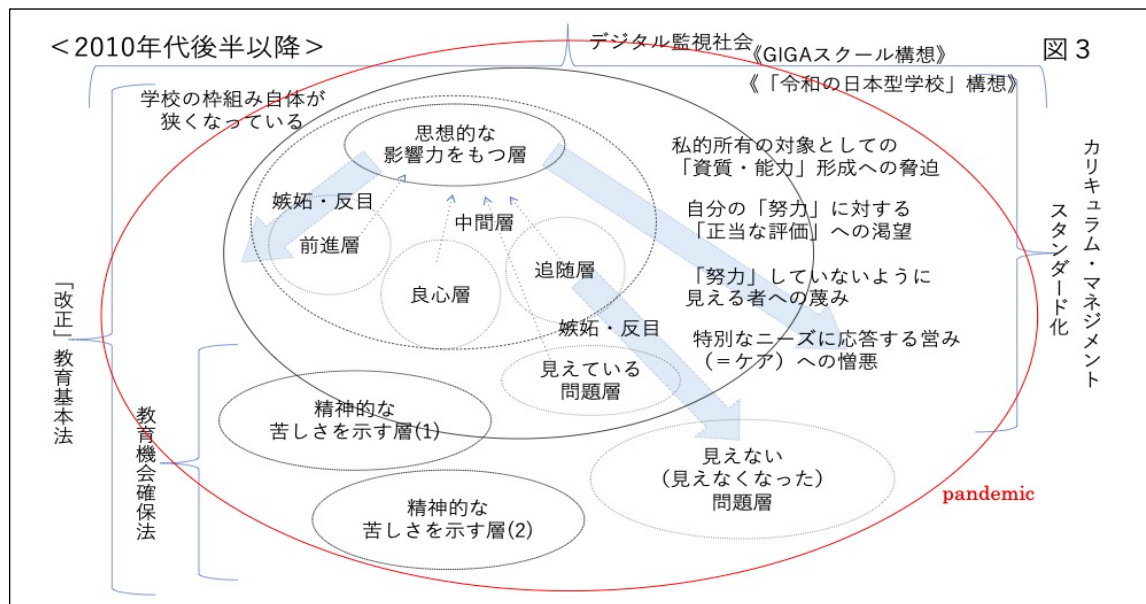 ＜2010年代後半以降＞
デジタル監視社会
《GIGAスクール構想》
《「令和の日本型学校」構想》
図３
学校の枠組み自体が
狭くなっている
思想的な
影響力をもつ層
嫉妬・反目
前進層
中間層
良心層
追随層
嫉妬・反目
見えている
問題層
私的所有の対象としての
「資質・能力」形成への脅迫
自分の「努力」に対する
「正当な評価」への渇望
「努力」していないように
見える者への蔑み
特別なニーズに応答する営み
（＝ケア）への憎悪
カリキュラム・マネジメント
スタンダード化
「改正」教育基本法
教育機会確保法
精神的な
苦しさを示す層(1)
精神的な
苦しさを示す層(2)
見えない
(見えなくなった)
問題層
pandemic